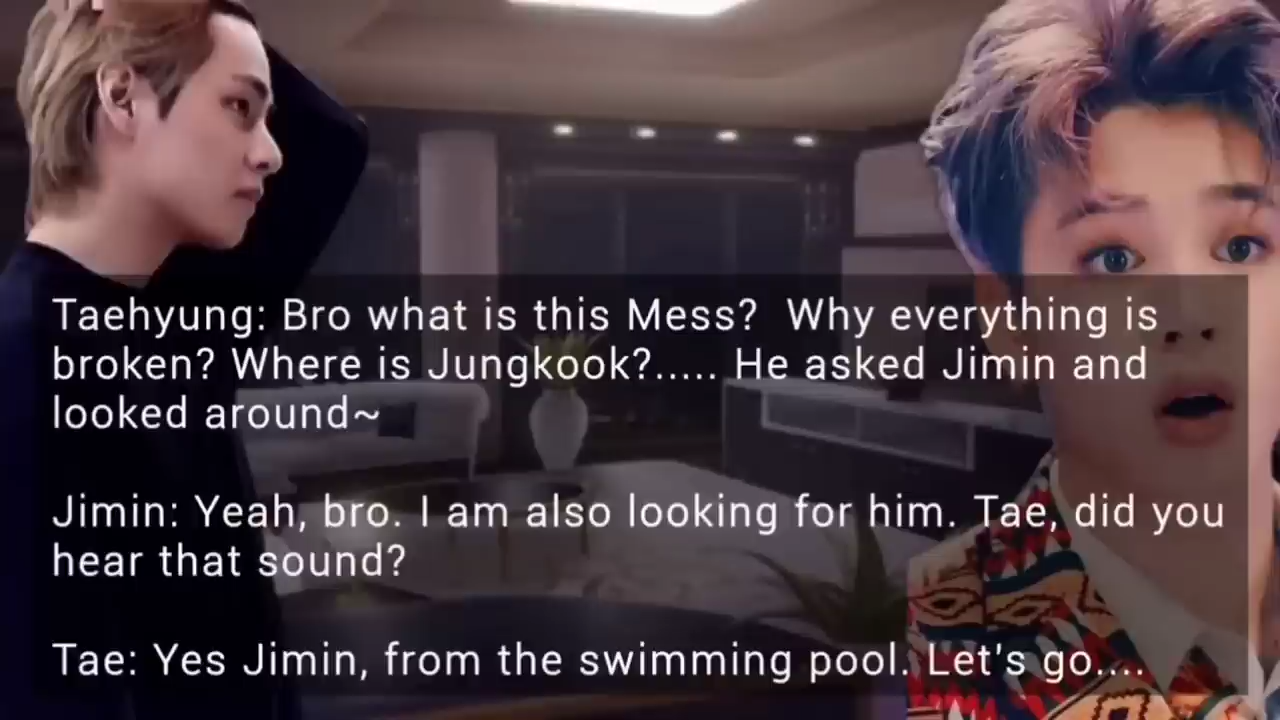 Taehyung: Bro what is this Mess?  Why everything is
broken? Where is Jungkook?..... He asked Jimin and
looked around~
Jimin: Yeah, bro. I am also looking for him. Tae, did you
hear that sound?
Tae: Yes Jimin, from the swimming pool. Let's go....